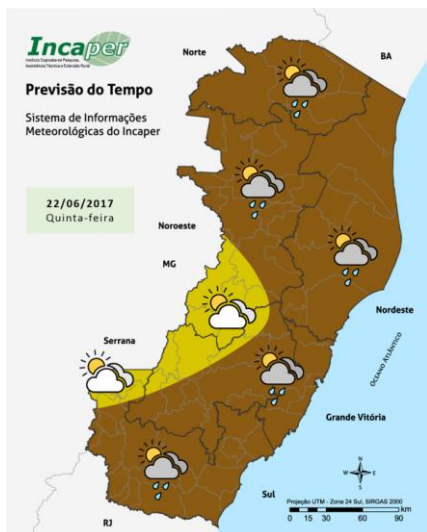 Incaper
Instituto Capixaba de Pesquisa,
Assistência Técnica e Extensão Rural
Previsão do Tempo
Sistema de Informações
Meteorológicas do Incaper
22/06/2017
Quinta-feira
Norte
BA
Noroeste
MG
Serrana
Nordeste
OCEANO ATLÂNTICO
Grande Vitória
Sul
RJ
N
W
E
S
Projeção UTM - Zone 24 Sul, SIRGAS 2000
km
0 15 30 60 90